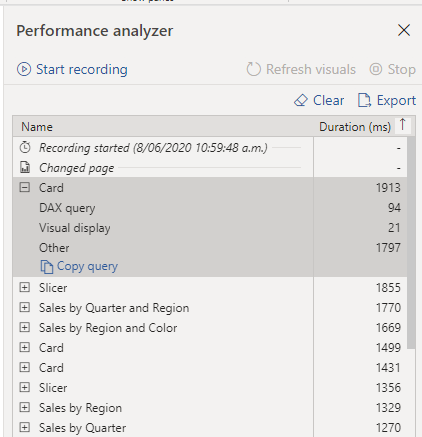 Performance analyzer
Start recording Refresh visuals Stop
Clear Export
Name Duration (ms)
Recording started (8/06/2020 10:59:48 a.m.) -
Changed page -
Card 1913
DAX query 94
Visual display 21
Other 1797
Copy query
Slicer 1855
Sales by Quarter and Region 1770
Sales by Region and Color 1669
Card 1499
Card 1431
Slicer 1356
Sales by Region 1329
Sales by Quarter 1270